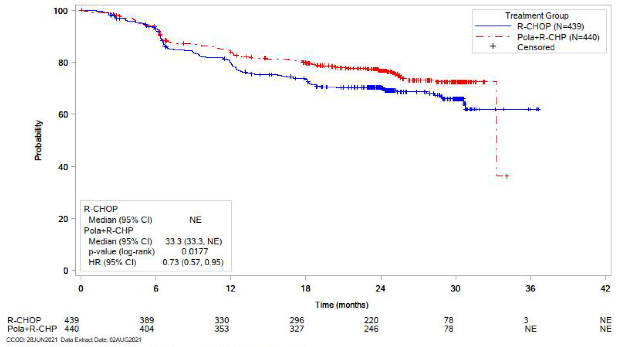 Treatment Group
R-CHOP (N=439)
Pola+R-CHP (N=440)
Censored
100
80
60
40
20
0
Probability
R-CHOP
Median (95% CI) NE
Pola+R-CHP
Median (95% CI) 33.3 (33.3, NE)
p-value (log-rank) 0.0177
HR (95% CI) 0.73 (0.57, 0.95)
0 6 12 18 24 30 36 42
Time (months)
R-CHOP 439 389 330 296 220 78 3 NE
Pola+R-CHP 440 404 353 327 246 78 NE NE
CCOD: 28JUN2021 Data Extract Date: 02AUG2021